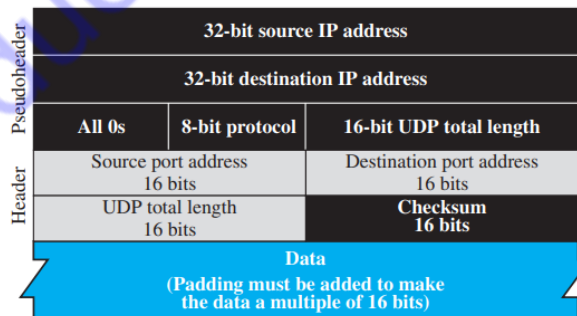 Pseudoheader
32-bit source IP address
32-bit destination IP address
All 0s 8-bit protocol 16-bit UDP total length
Header
Source port address
16 bits
Destination port address
16 bits
UDP total length
16 bits
Checksum
16 bits
Data
(Padding must be added to make
the data a multiple of 16 bits)